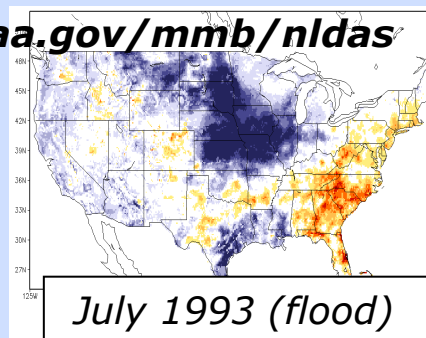 aa.gov/mmb/nldas
48N
45N
42N
39N
36N
33N
30N
27N
125W
July 1993 (flood)